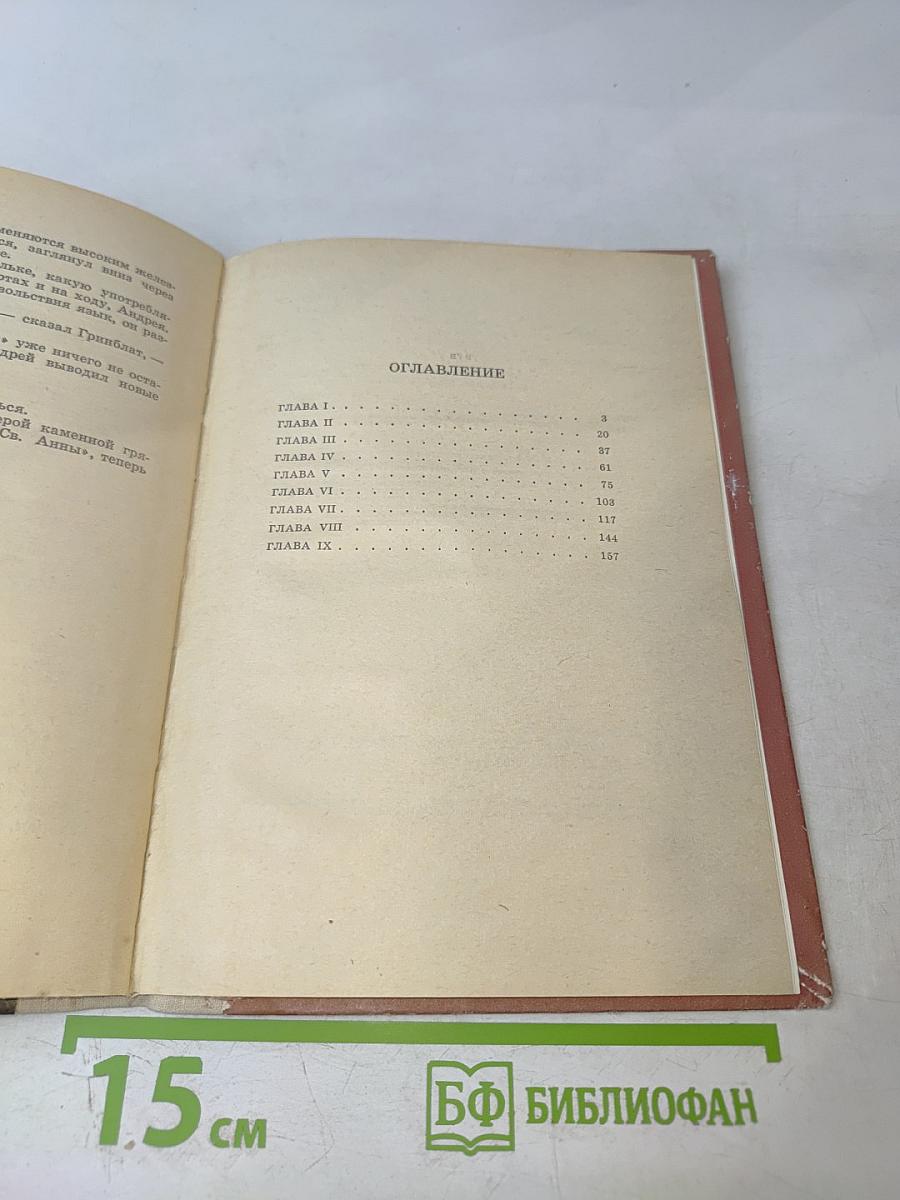 меняются высоким желез-
ся, заглянул вниз через
е.
льке, какую употребля-
ртах и на ходу, Андрея.
вольствия язык, он раз-
— сказал Гринблат, —
» уже ничего не оста-
дрей выводил новые
ься.
ерой каменной гря-
Св. Анны», теперь
ОГЛАВЛЕНИЕ
ГЛАВА I . . . . . . . . . . . . . . . 3
ГЛАВА II . . . . . . . . . . . . . . . 20
ГЛАВА III . . . . . . . . . . . . . . . 37
ГЛАВА IV . . . . . . . . . . . . . . . 61
ГЛАВА V . . . . . . . . . . . . . . . 75
ГЛАВА VI . . . . . . . . . . . . . . . 103
ГЛАВА VII . . . . . . . . . . . . . . . 117
ГЛАВА VIII . . . . . . . . . . . . . . . 144
ГЛАВА IX . . . . . . . . . . . . . . . 157
15 см
БФ БИБЛИОФАН